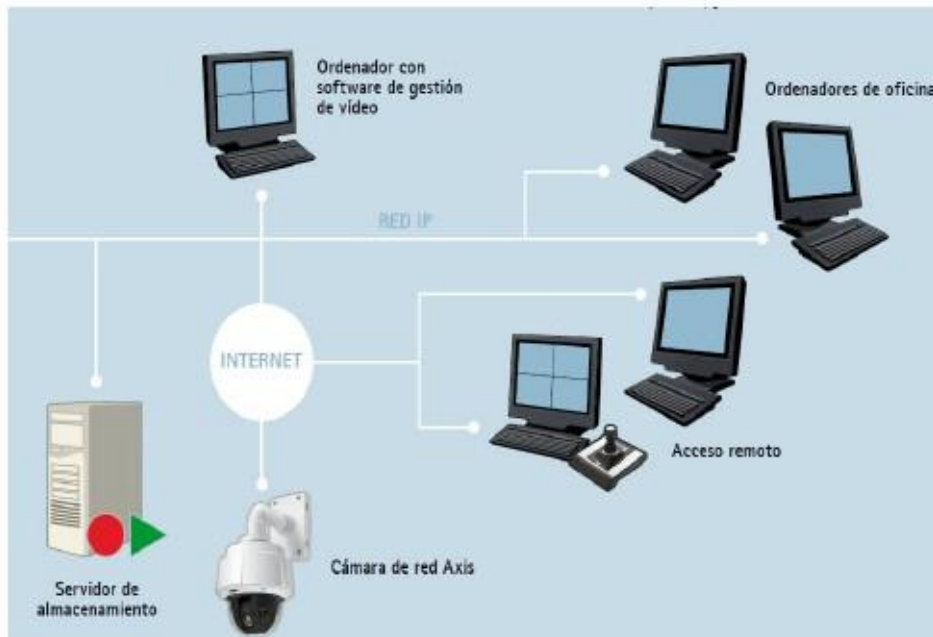 Ordenador con
software de gestión
de vídeo
Ordenadores de oficina
RED IP
INTERNET
Acceso remoto
Cámara de red Axis
Servidor de
almacenamiento